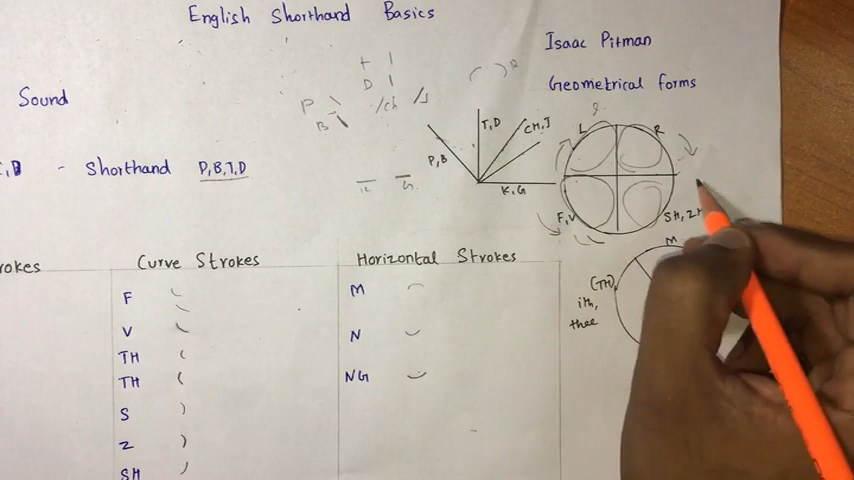 English Shorthand Basics
Isaac Pitman
Geometrical forms
Sound
T |
D |
P \
B \
/ch /J
R
P,B
T,D
CH,J
K,G
L
R
F,V
SH, ZH
- Shorthand P,B,T,D
K G
M
(TH)
ith,
thee
rokes
Curve Strokes
Horizontal Strokes
F
V
TH
TH
S
Z
SH
M
N
NG